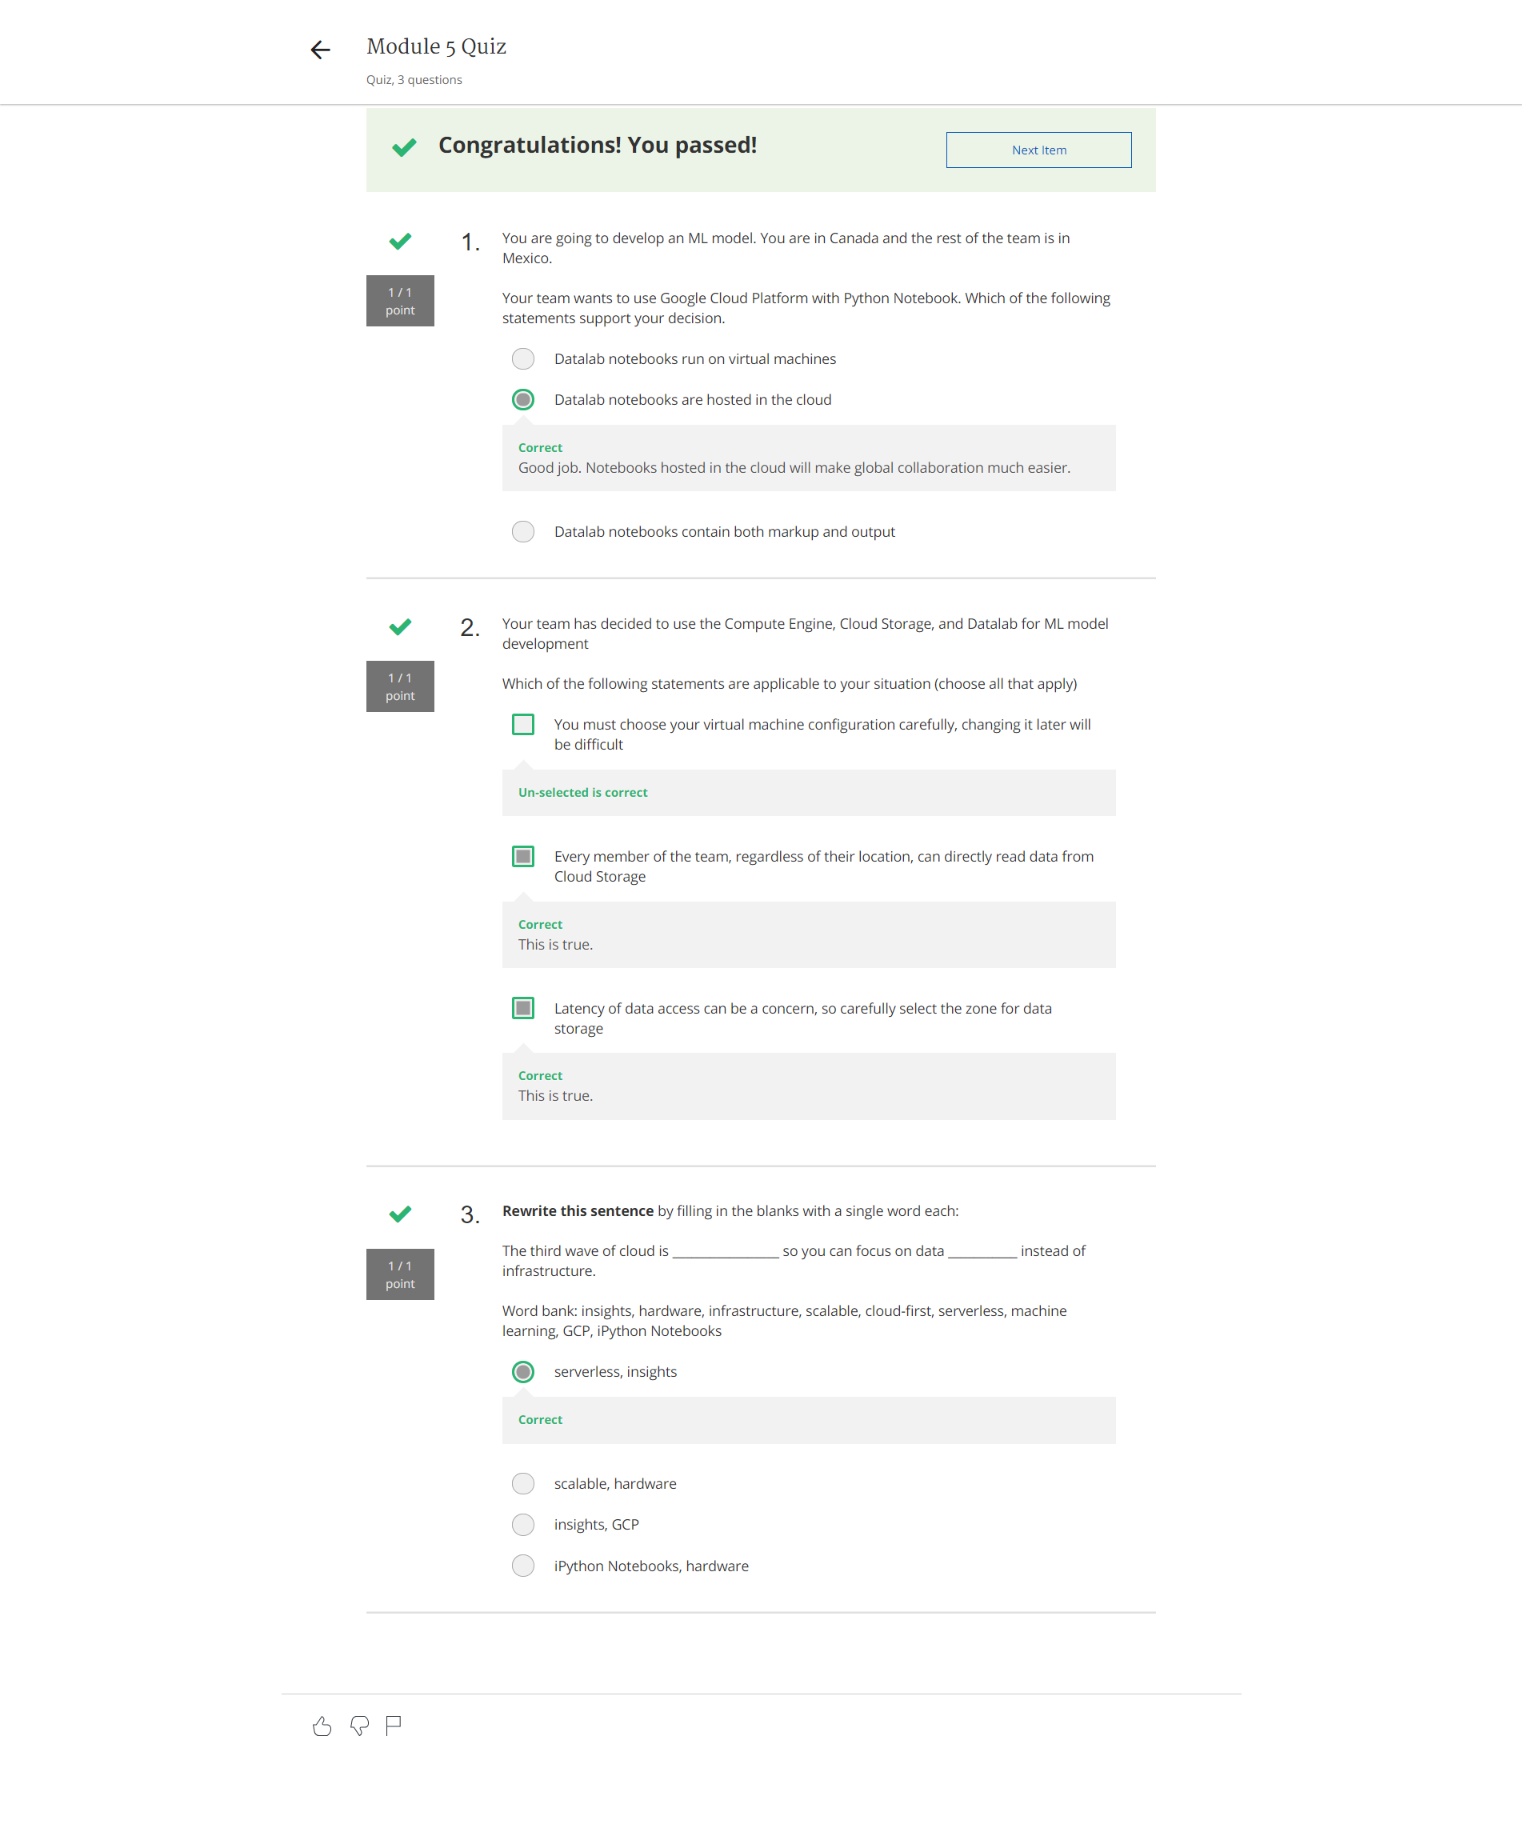 Module 5 Quiz
Quiz, 3 questions
Congratulations! You passed!
Next Item
1 / 1
point
1.
You are going to develop an ML model. You are in Canada and the rest of the team is in
Mexico.
Your team wants to use Google Cloud Platform with Python Notebook. Which of the following
statements support your decision.
Datalab notebooks run on virtual machines
Datalab notebooks are hosted in the cloud
Correct
Good job. Notebooks hosted in the cloud will make global collaboration much easier.
Datalab notebooks contain both markup and output
1 / 1
point
2.
Your team has decided to use the Compute Engine, Cloud Storage, and Datalab for ML model
development
Which of the following statements are applicable to your situation (choose all that apply)
You must choose your virtual machine configuration carefully, changing it later will
be difficult
Un-selected is correct
Every member of the team, regardless of their location, can directly read data from
Cloud Storage
Correct
This is true.
Latency of data access can be a concern, so carefully select the zone for data
storage
Correct
This is true.
1 / 1
point
3.
Rewrite this sentence by filling in the blanks with a single word each:
The third wave of cloud is _______________ so you can focus on data __________ instead of
infrastructure.
Word bank: insights, hardware, infrastructure, scalable, cloud-first, serverless, machine
learning, GCP, iPython Notebooks
serverless, insights
Correct
scalable, hardware
insights, GCP
iPython Notebooks, hardware